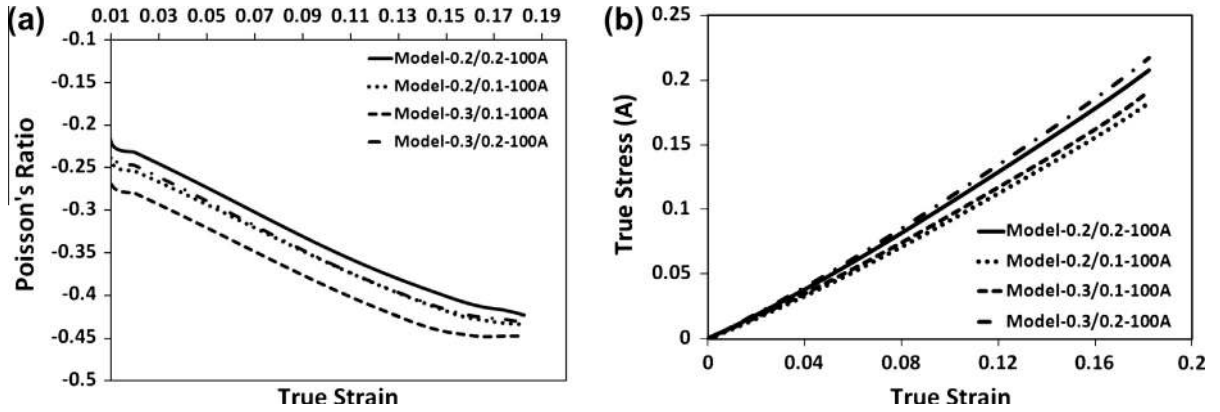 (a)
0.01 0.03 0.05 0.07 0.09 0.11 0.13 0.15 0.17 0.19
-0.1
-0.15
-0.2
-0.25
-0.3
-0.35
-0.4
-0.45
-0.5
Poisson's Ratio
Model-0.2/0.2-100A
Model-0.2/0.1-100A
Model-0.3/0.1-100A
Model-0.3/0.2-100A
True Strain
(b)
0.25
0.2
0.15
0.1
0.05
0
True Stress (A)
Model-0.2/0.2-100A
Model-0.2/0.1-100A
Model-0.3/0.1-100A
Model-0.3/0.2-100A
0 0.04 0.08 0.12 0.16 0.2
True Strain